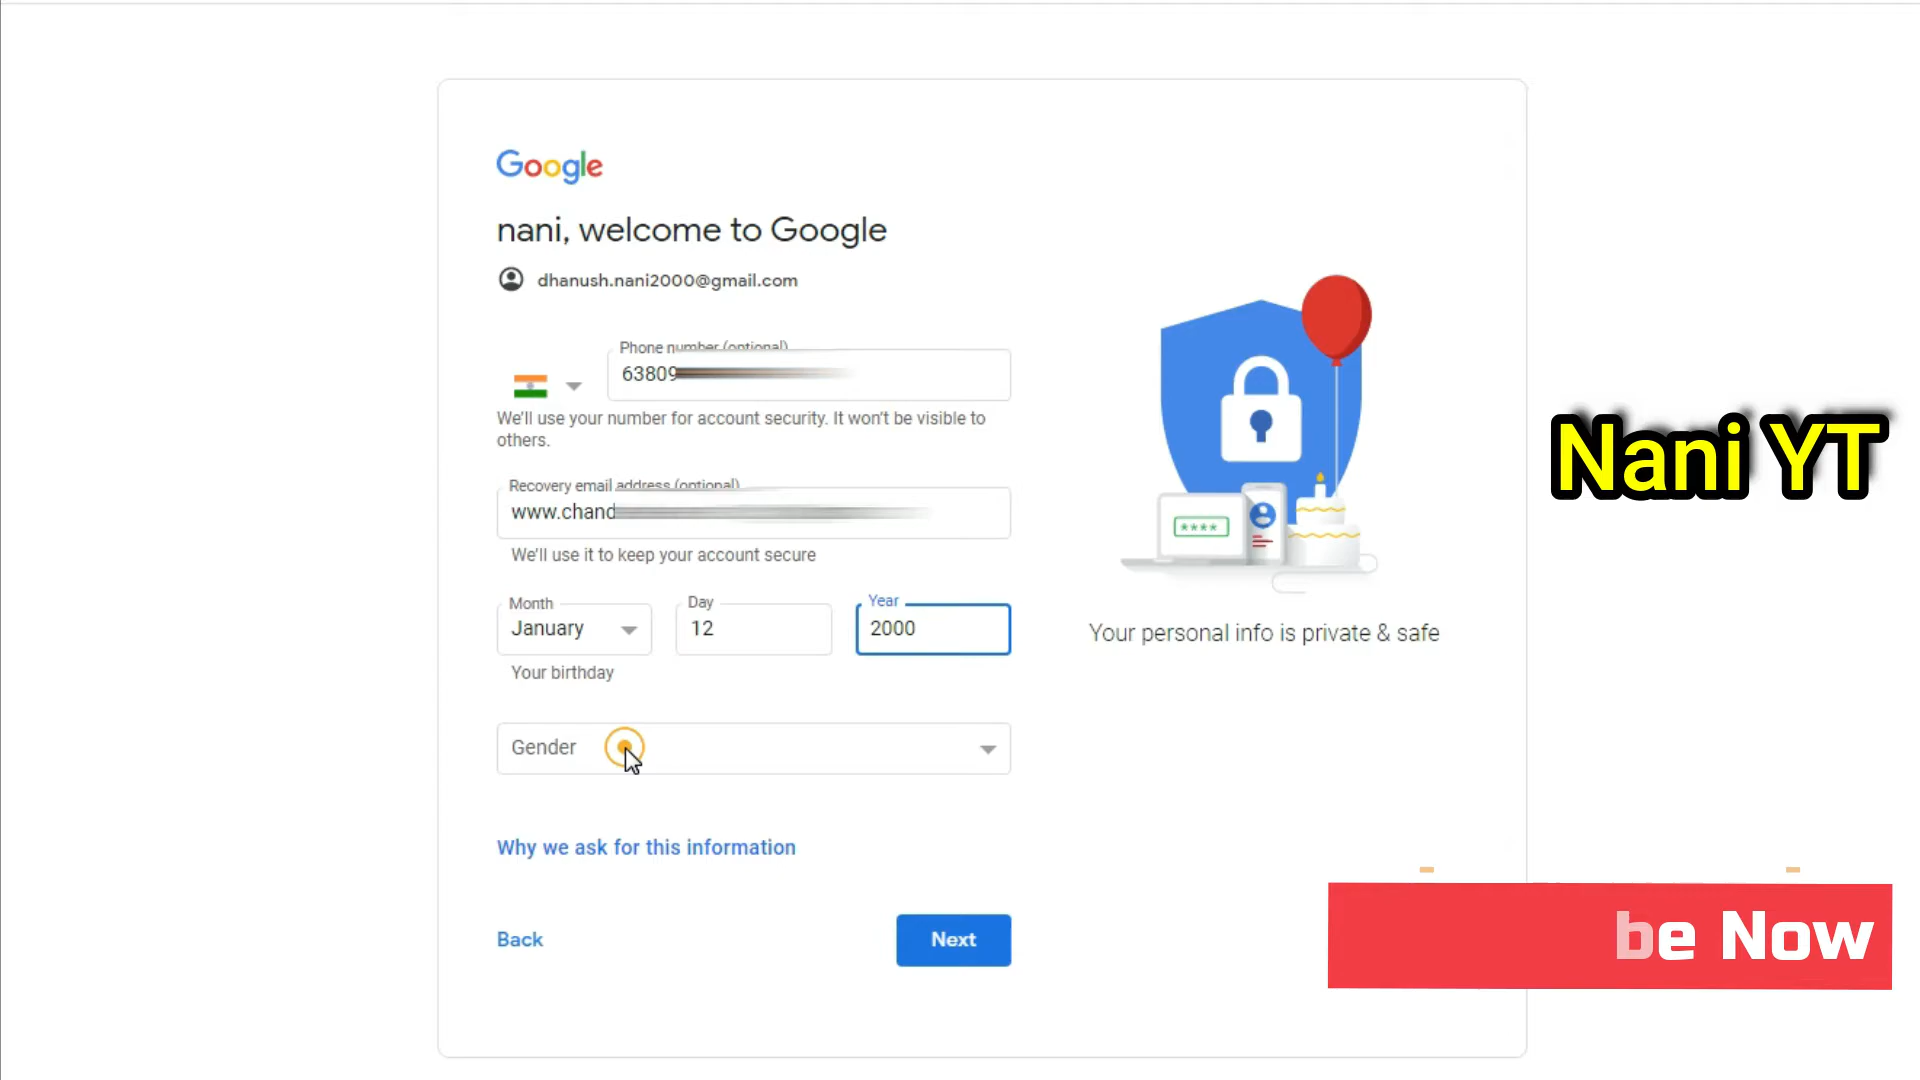 Google
nani, welcome to Google
dhanush.nani2000@gmail.com
Phone number (optional)
63809
We'll use your number for account security. It won't be visible to
others.
Recovery email address (optional)
www.chand
We'll use it to keep your account secure
Month
January
Day
12
Year
2000
Your birthday
Gender
Why we ask for this information
Back
Next
****
Your personal info is private & safe
Nani YT
be Now